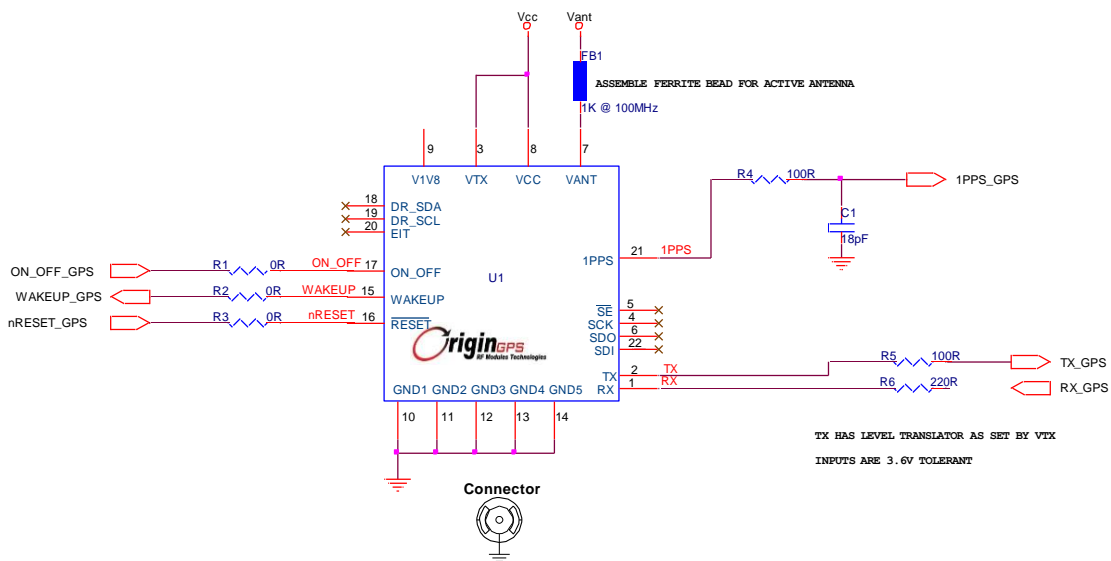 Vcc
Vant
FB1
ASSEMBLE FERRITE BEAD FOR ACTIVE ANTENNA
1K @ 100MHz
9
3
8
7
V1V8
VTX
VCC
VANT
R4
100R
1PPS_GPS
18
DR_SDA
19
DR_SCL
20
EIT
C1
18pF
21
1PPS
1PPS
ON_OFF_GPS
R1
0R
ON_OFF
17
ON_OFF
U1
WAKEUP_GPS
R2
0R
WAKEUP
15
WAKEUP
nRESET_GPS
R3
0R
nRESET
16
RESET
SE
5
SCK
4
SDO
6
SDI
22
OriginGPS
RF Modules Technologies
TX
2
TX
R5
100R
TX_GPS
RX
1
RX
R6
220R
RX_GPS
GND1
GND2
GND3
GND4
GND5
10
11
12
13
14
TX HAS LEVEL TRANSLATOR AS SET BY VTX
INPUTS ARE 3.6V TOLERANT
Connector